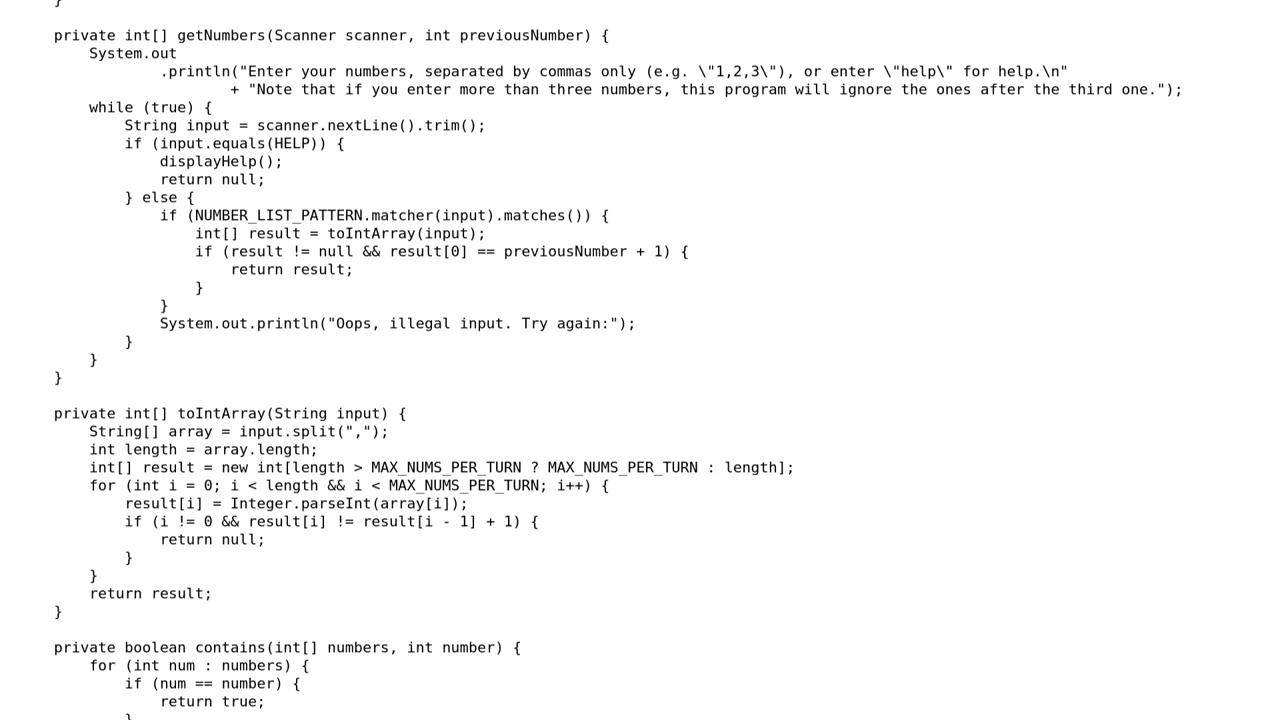 }
private int[] getNumbers(Scanner scanner, int previousNumber) {
    System.out
            .println("Enter your numbers, separated by commas only (e.g. \"1,2,3\"), or enter \"help\" for help.\n"
                    + "Note that if you enter more than three numbers, this program will ignore the ones after the third one.");
    while (true) {
        String input = scanner.nextLine().trim();
        if (input.equals(HELP)) {
            displayHelp();
            return null;
        } else {
            if (NUMBER_LIST_PATTERN.matcher(input).matches()) {
                int[] result = toIntArray(input);
                if (result != null && result[0] == previousNumber + 1) {
                    return result;
                }
            }
            System.out.println("Oops, illegal input. Try again:");
        }
    }
}
private int[] toIntArray(String input) {
    String[] array = input.split(",");
    int length = array.length;
    int[] result = new int[length > MAX_NUMS_PER_TURN ? MAX_NUMS_PER_TURN : length];
    for (int i = 0; i < length && i < MAX_NUMS_PER_TURN; i++) {
        result[i] = Integer.parseInt(array[i]);
        if (i != 0 && result[i] != result[i - 1] + 1) {
            return null;
        }
    }
    return result;
}
private boolean contains(int[] numbers, int number) {
    for (int num : numbers) {
        if (num == number) {
            return true;
        }